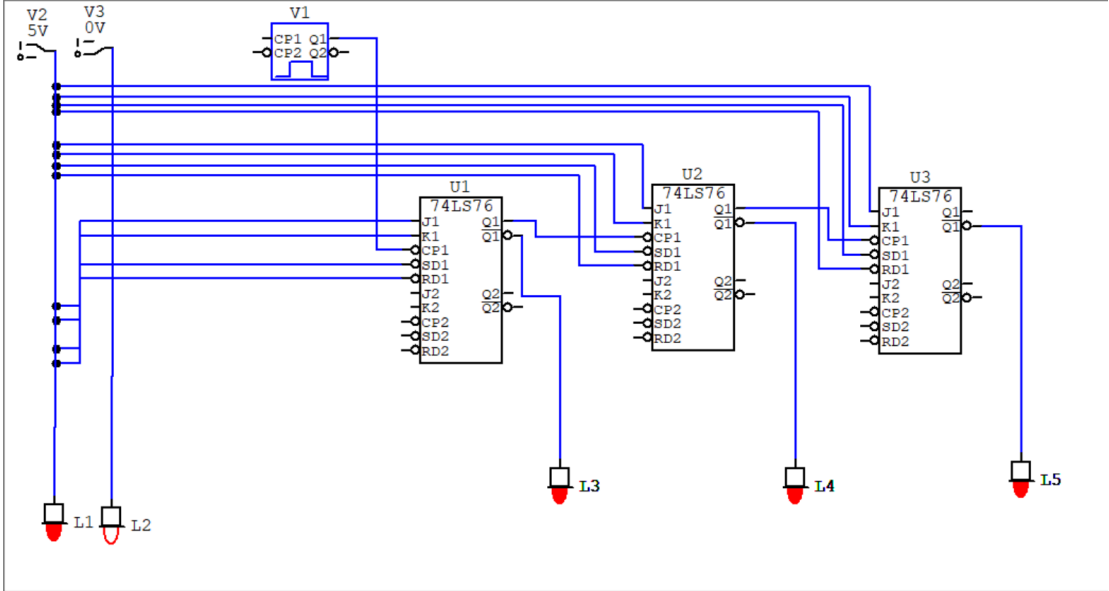 V2
5V
V3
0V
V1
CP1 Q1
CP2 Q2
U1
74LS76
J1 Q1
K1 Q1
CP1
SD1
RD1
J2 Q2
K2 Q2
CP2
SD2
RD2
U2
74LS76
J1 Q1
K1 Q1
CP1
SD1
RD1
J2 Q2
K2 Q2
CP2
SD2
RD2
U3
74LS76
J1 Q1
K1 Q1
CP1
SD1
RD1
J2 Q2
K2 Q2
CP2
SD2
RD2
L1
L2
L3
L4
L5